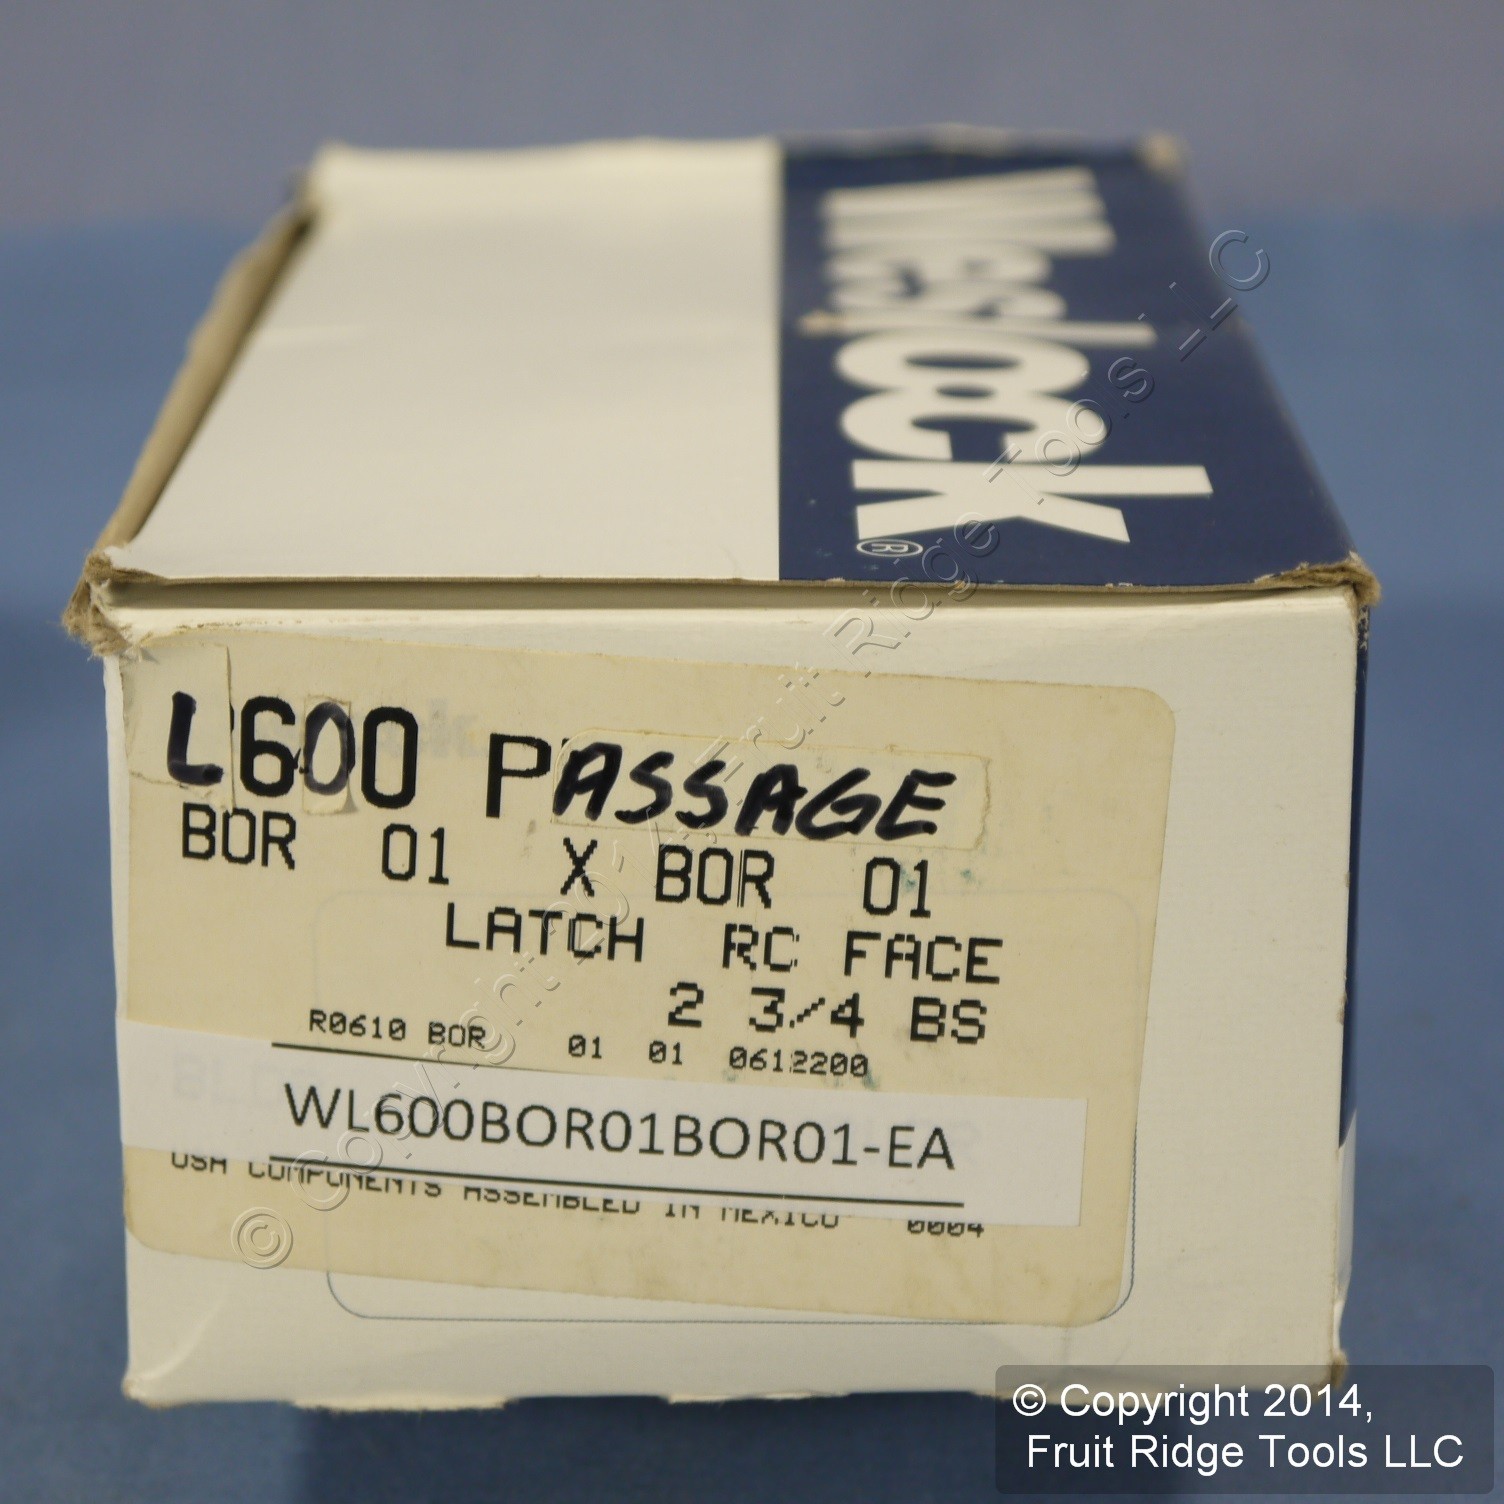 Weslock®
L600 PASSAGE
BOR 01 X BOR 01
LATCH RC FACE
2 3/4 BS
R0610 BOR 01 01 0612200
WL600BOR01BOR01-EA
USA COMPONENTS ASSEMBLED IN MEXICO 0004
© Copyright 2014, Fruit Ridge Tools LLC
© Copyright 2014,
Fruit Ridge Tools LLC